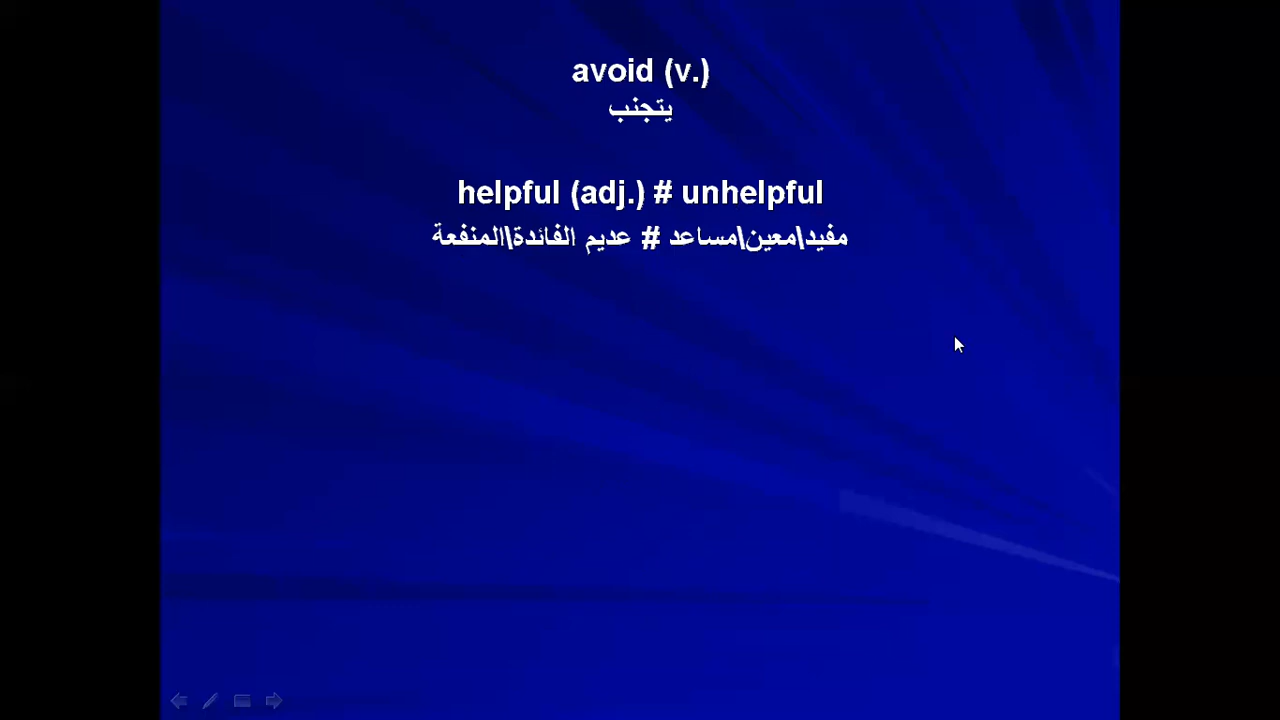 avoid (v.)
يتجنب
helpful (adj.) # unhelpful
مفيد\معين\مساعد # عديم الفائدة\المنفعة